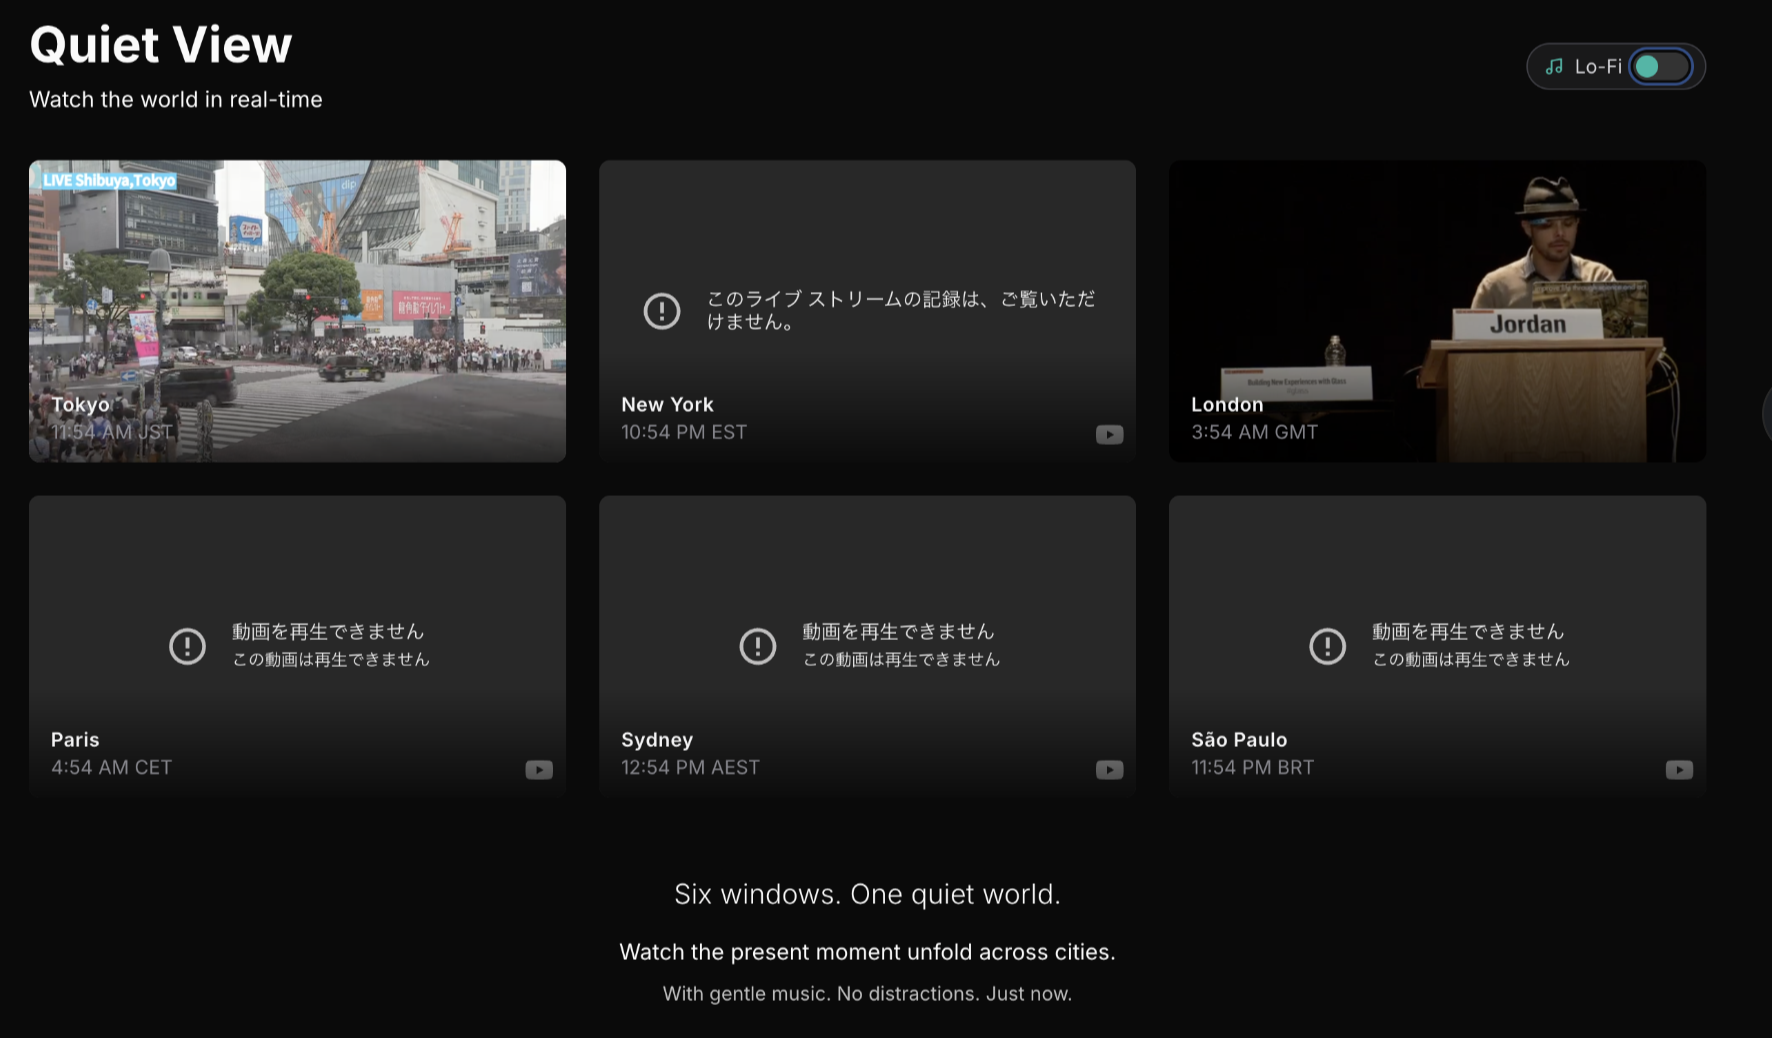 Quiet View
Watch the world in real-time
Lo-Fi
LIVE Shibuya,Tokyo
dip
Tokyo
11:54 AM JST
このライブ ストリームの記録は、ご覧いただ
けません。
New York
10:54 PM EST
Jordan
Building New Experiences with Glass
London
3:54 AM GMT
動画を再生できません
この動画は再生できません
Paris
4:54 AM CET
動画を再生できません
この動画は再生できません
Sydney
12:54 PM AEST
動画を再生できません
この動画は再生できません
São Paulo
11:54 PM BRT
Six windows. One quiet world.
Watch the present moment unfold across cities.
With gentle music. No distractions. Just now.